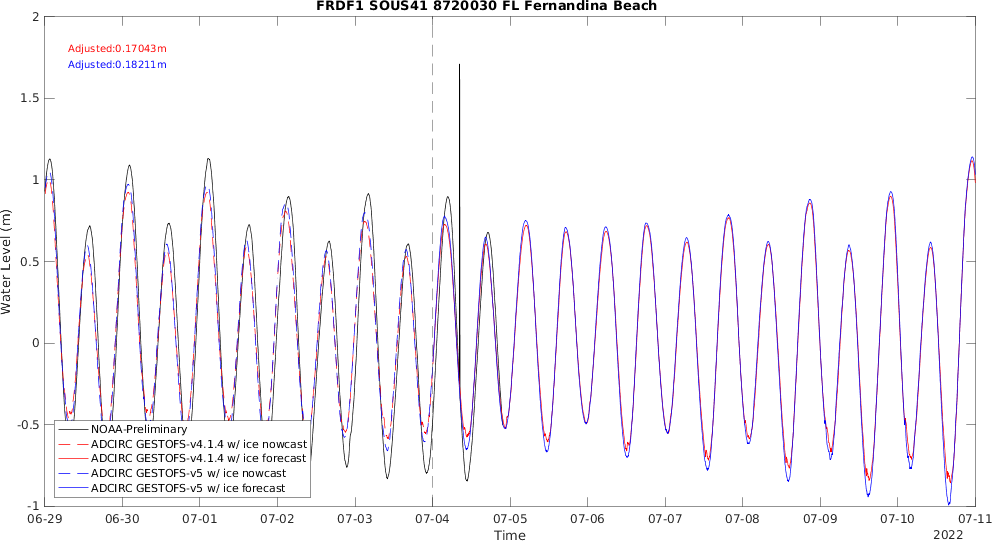 FRDF1 SOUS41 8720030 FL Fernandina Beach
Adjusted:0.17043m
Adjusted:0.18211m
Water Level (m)
2
1.5
1
0.5
0
-0.5
-1
NOAA-Preliminary
ADCIRC GESTOFS-v4.1.4 w/ ice nowcast
ADCIRC GESTOFS-v4.1.4 w/ ice forecast
ADCIRC GESTOFS-v5 w/ ice nowcast
ADCIRC GESTOFS-v5 w/ ice forecast
06-29 06-30 07-01 07-02 07-03 07-04 07-05 07-06 07-07 07-08 07-09 07-10 07-11
Time
2022